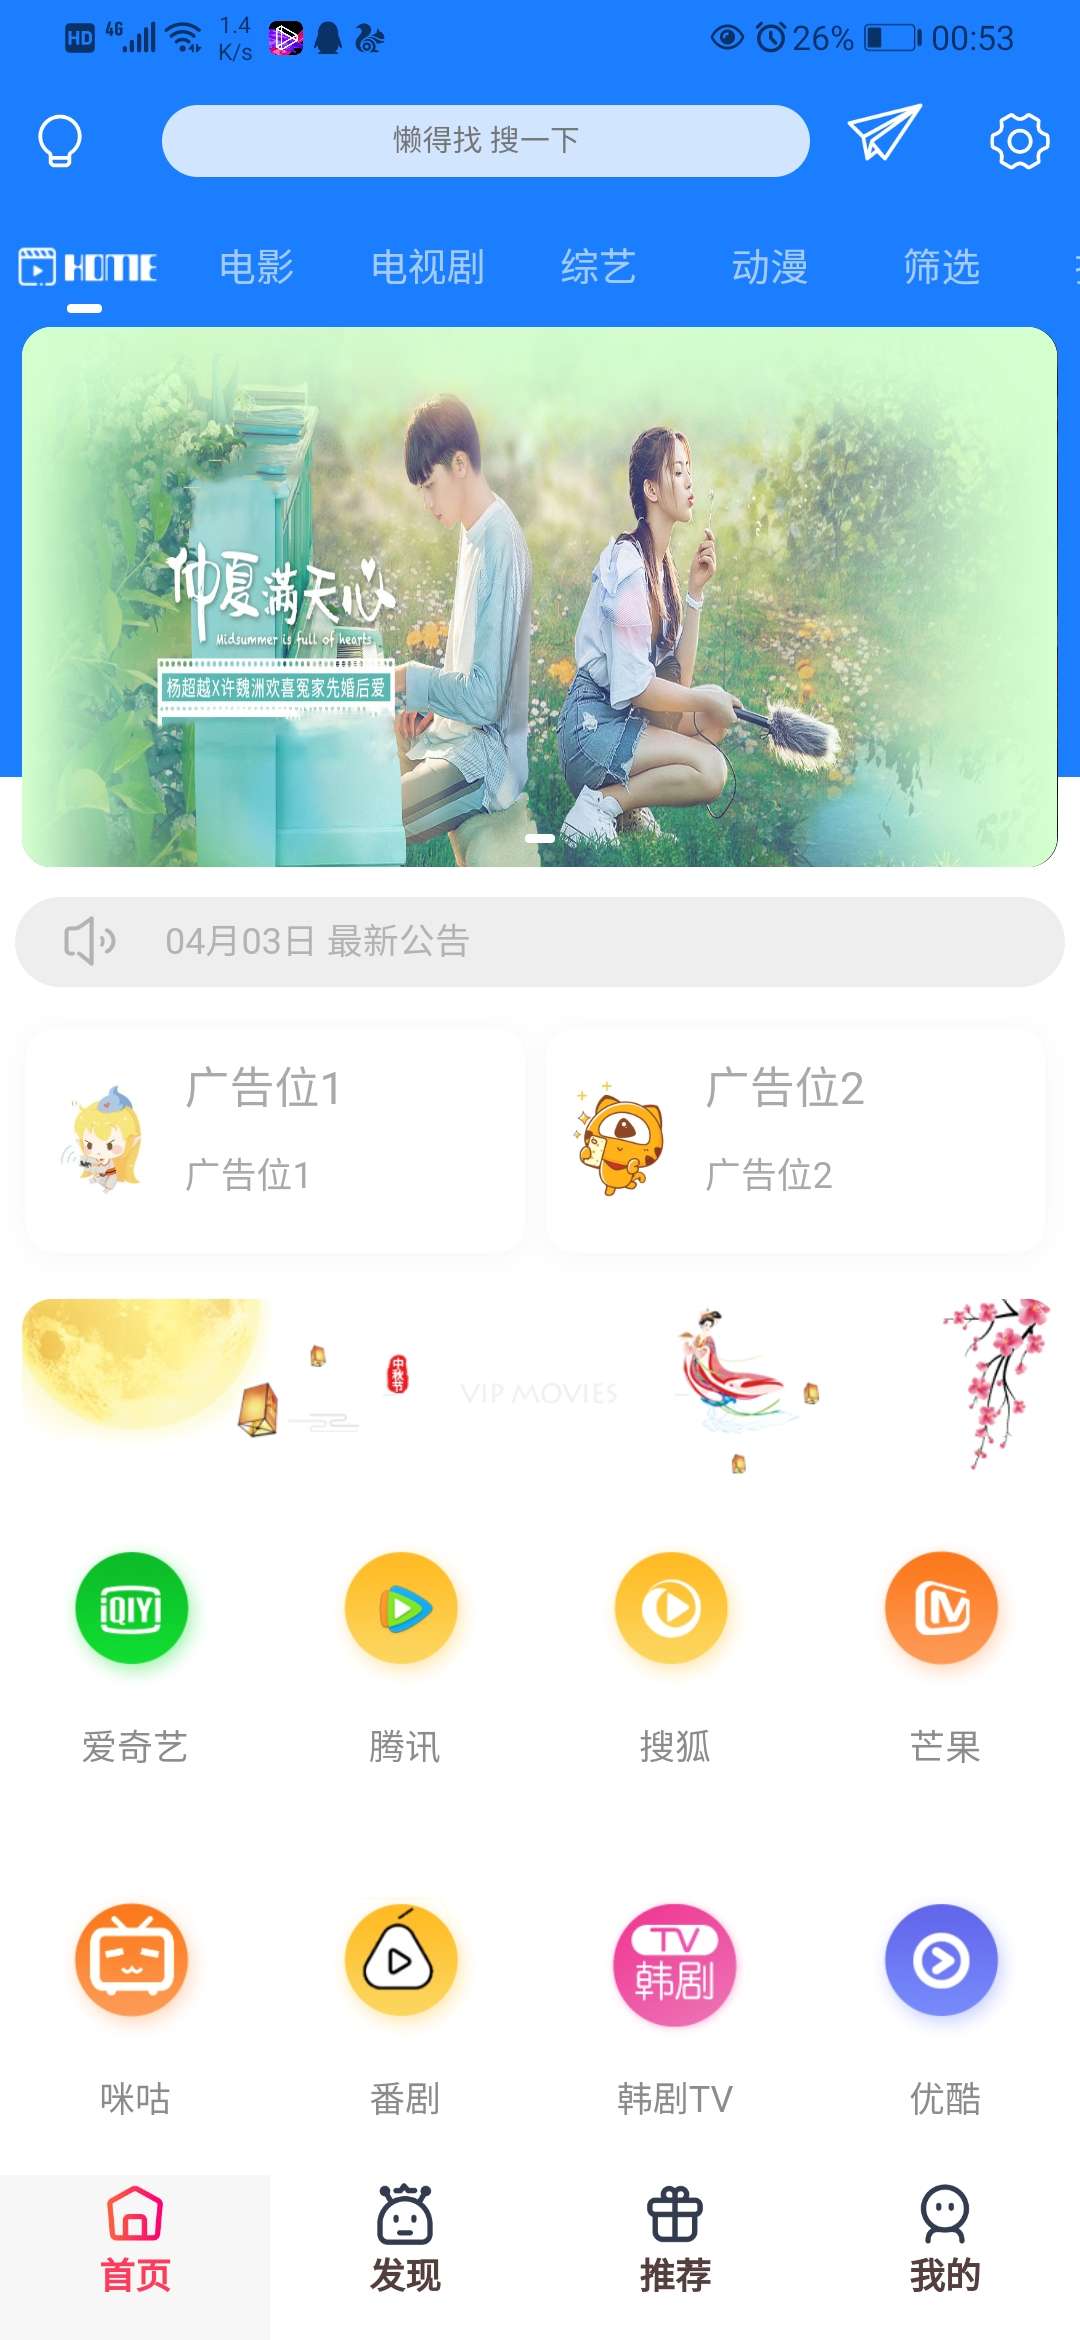 HD 4G 1.4 K/s 26% 00:53
懒得找 搜一下
HOME 电影 电视剧 综艺 动漫 筛选
仲夏满天心
Midsummer is full of hearts
杨超越X许魏洲欢喜冤家先婚后爱
04月03日 最新公告
广告位1
广告位1
广告位2
广告位2
中秋节
VIP MOVIES
iQIYI
爱奇艺 腾讯 搜狐 芒果
TV
韩剧
咪咕 番剧 韩剧TV 优酷
首页 发现 推荐 我的